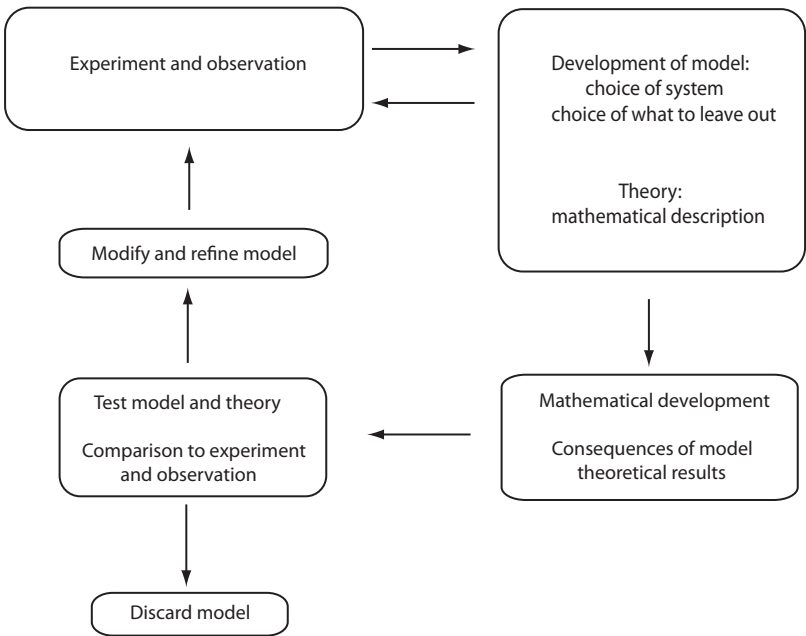 Experiment and observation
Development of model:
choice of system
choice of what to leave out
Theory:
mathematical description
Modify and refine model
Test model and theory
Comparison to experiment
and observation
Mathematical development
Consequences of model
theoretical results
Discard model